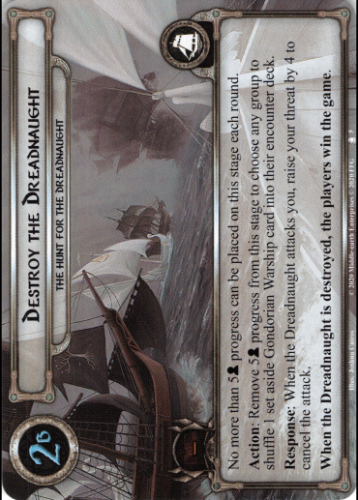 2B
DESTROY THE DREADNAUGHT
THE HUNT FOR THE DREADNAUGHT
No more than 5 progress can be placed on this stage each round.
Action: Remove 5 progress from this stage to choose any group to
shuffle 1 set aside Gondorian Warship card into their encounter deck.
Response: When the Dreadnaught attacks you, raise your threat by 4 to
cancel the attack.
When the Dreadnaught is destroyed, the players win the game.
Illus. Joshua Cairos © 2020 Middle-earth Enterprises © 2020 FFG